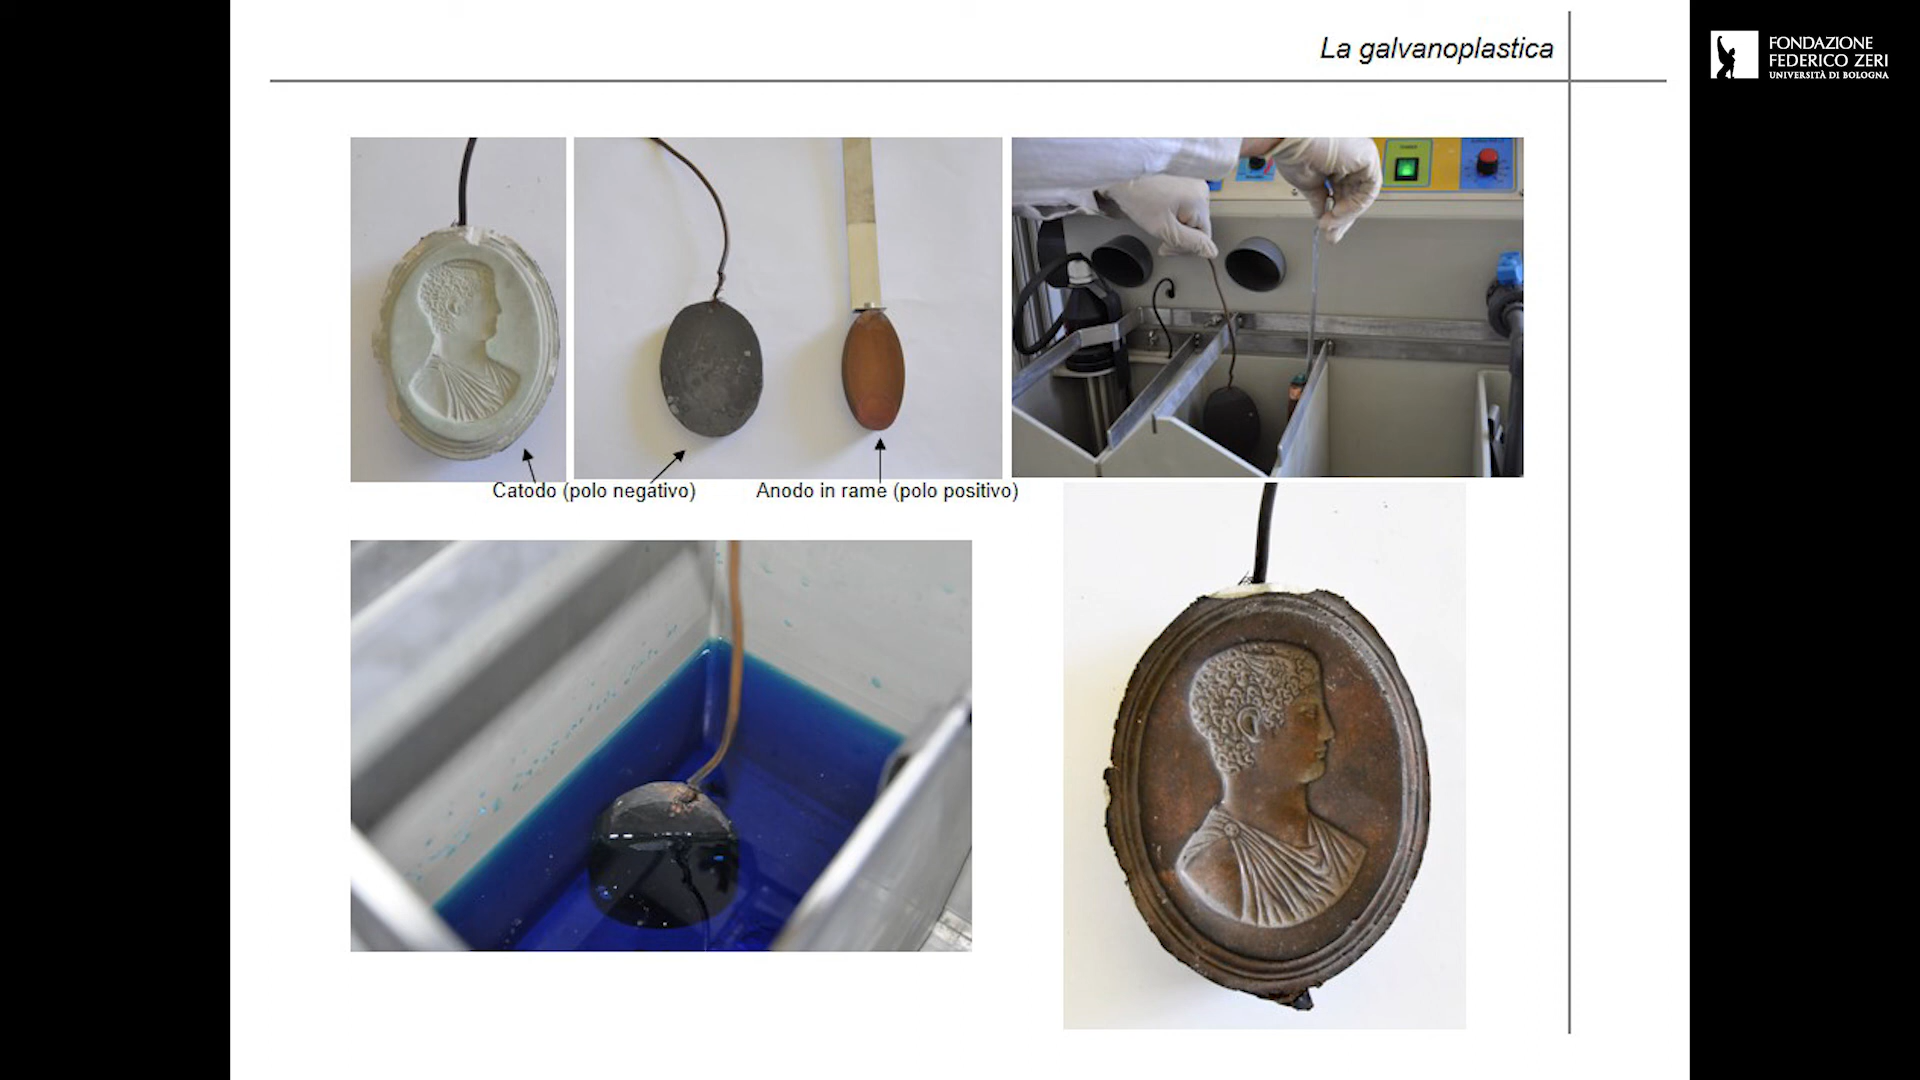 La galvanoplastica
FONDAZIONE
FEDERICO ZERI
UNIVERSITÀ DI BOLOGNA
Catodo (polo negativo)
Anodo in rame (polo positivo)